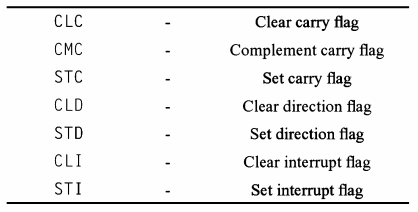 CLC - Clear carry flag
CMC - Complement carry flag
STC - Set carry flag
CLD - Clear direction flag
STD - Set direction flag
CLI - Clear interrupt flag
STI - Set interrupt flag